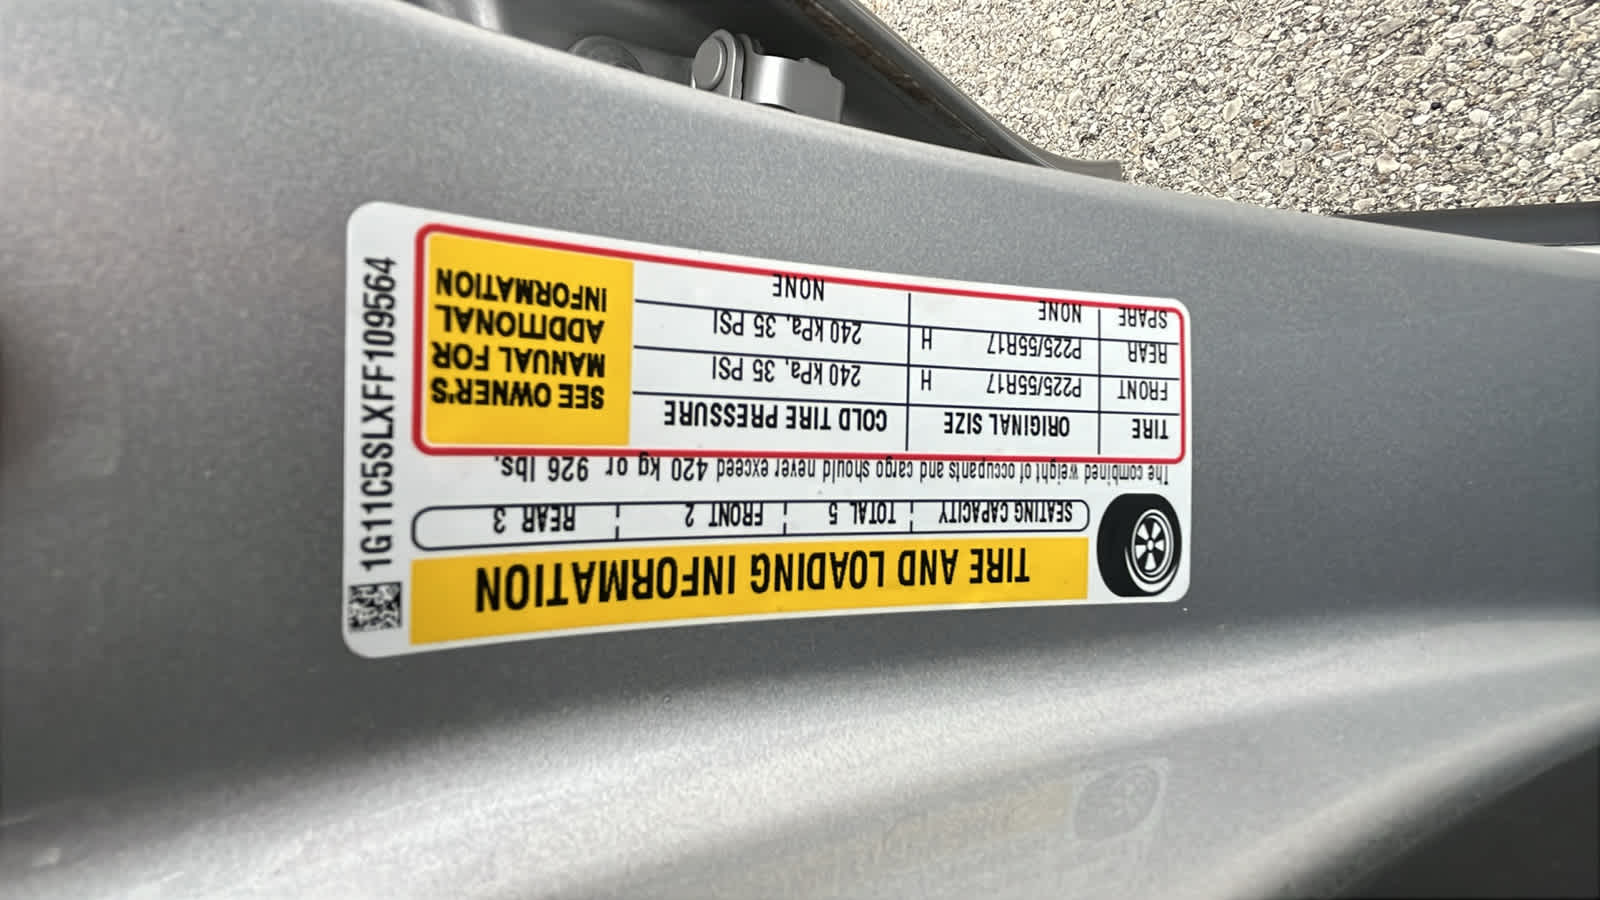 TIRE AND LOADING INFORMATION
SEATING CAPACITY TOTAL 5 FRONT 2 REAR 3
The combined weight of occupants and cargo should never exceed 420 kg or 926 lbs.
TIRE ORIGINAL SIZE COLD TIRE PRESSURE
FRONT P225/55R17 H 240 kPa, 35 PSI
REAR P225/55R17 H 240 kPa, 35 PSI
SPARE NONE NONE
SEE OWNER'S
MANUAL FOR
ADDITIONAL
INFORMATION
1G11C5SLXFF109564